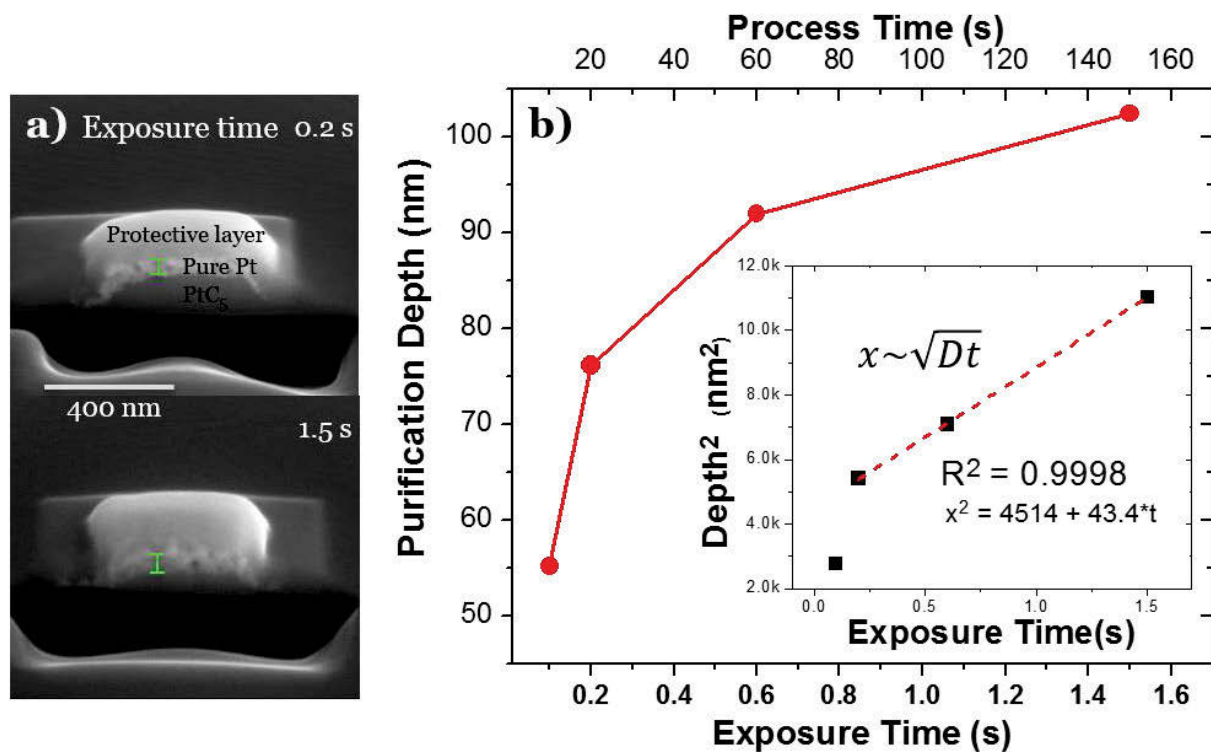 a) Exposure time 0.2 s
Protective layer
Pure Pt
PtC₅
400 nm
1.5 s
Process Time (s)
20 40 60 80 100 120 140 160
b)
Purification Depth (nm)
100
90
80
70
60
50
0.2 0.4 0.6 0.8 1.0 1.2 1.4 1.6
Exposure Time (s)
12.0k
10.0k
8.0k
6.0k
4.0k
2.0k
Depth² (nm²)
x~√Dt
R² = 0.9998
x² = 4514 + 43.4*t
0.0 0.5 1.0 1.5
Exposure Time(s)